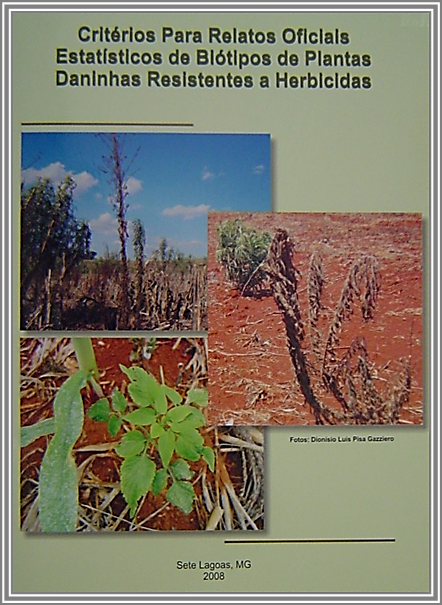 Critérios Para Relatos Oficiais
Estatísticos de Biótipos de Plantas
Daninhas Resistentes a Herbicidas
Fotos: Dionisio Luis Pisa Gazziero
Sete Lagoas, MG
2008